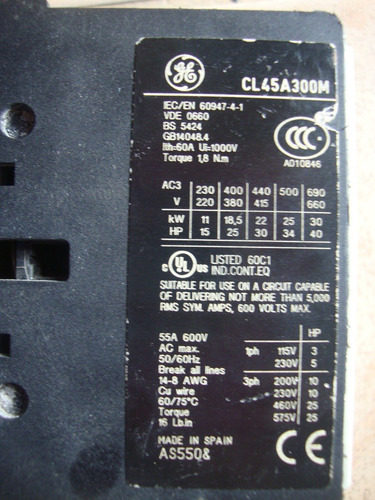 GE
CL45A300M
IEC/EN 60947-4-1
VDE 0660
BS 5424
GB14048.4
Ith:60A Ui=1000V
Torque 1,8 N.m
CCC
A010846
AC3 230 400 440 500 690
V 220 380 415 660
kW 11 18,5 22 25 30
HP 15 25 30 34 40
c UL us LISTED 60C1
IND.CONT.EQ
SUITABLE FOR USE ON A CIRCUIT CAPABLE
OF DELIVERING NOT MORE THAN 5,000
RMS SYM. AMPS, 600 VOLTS MAX.
55A 600V HP
AC max. 1ph 115V 3
50/60Hz 230V 5
Break all lines
14-8 AWG 3ph 200V 10
Cu wire 230V 10
60/75°C 460V 25
Torque 575V 25
16 Lb.in
MADE IN SPAIN
AS550&
CE